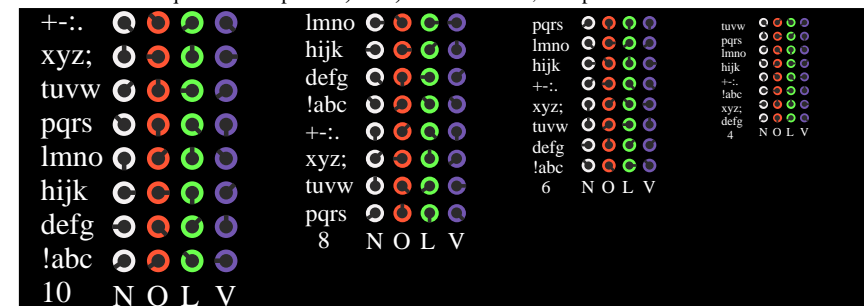 +-:.
xyz;
tuvw
pqrs
lmno
hijk
defg
!abc
10 N O L V
lmno
hijk
defg
!abc
+-:.
xyz;
tuvw
pqrs
8 N O L V
pqrs
lmno
hijk
+-:.
xyz;
tuvw
defg
!abc
6 N O L V
tuvw
pqrs
lmno
hijk
+-:.
!abc
xyz;
defg
4 N O L V